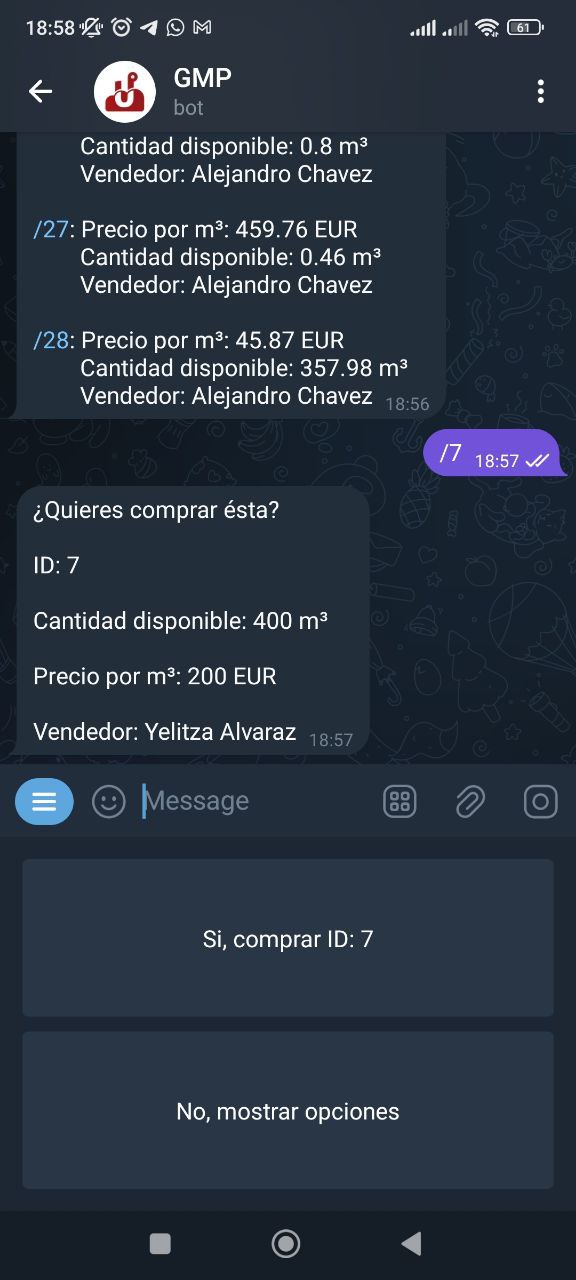 18:58
61
GMP
bot
Cantidad disponible: 0.8 m³
Vendedor: Alejandro Chavez
/27: Precio por m³: 459.76 EUR
Cantidad disponible: 0.46 m³
Vendedor: Alejandro Chavez
/28: Precio por m³: 45.87 EUR
Cantidad disponible: 357.98 m³
Vendedor: Alejandro Chavez 18:56
/7 18:57
¿Quieres comprar ésta?
ID: 7
Cantidad disponible: 400 m³
Precio por m³: 200 EUR
Vendedor: Yelitza Alvaraz 18:57
Message
Si, comprar ID: 7
No, mostrar opciones